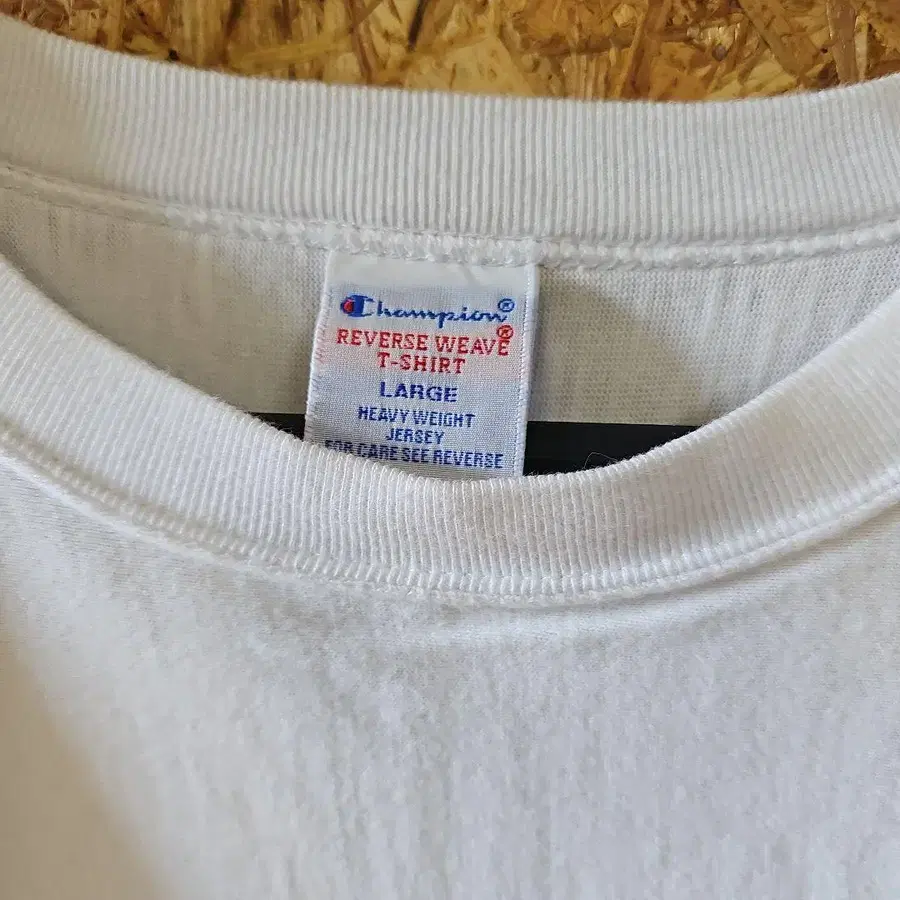 Champion®
REVERSE WEAVE®
T-SHIRT
LARGE
HEAVY WEIGHT
JERSEY
FOR CARE SEE REVERSE